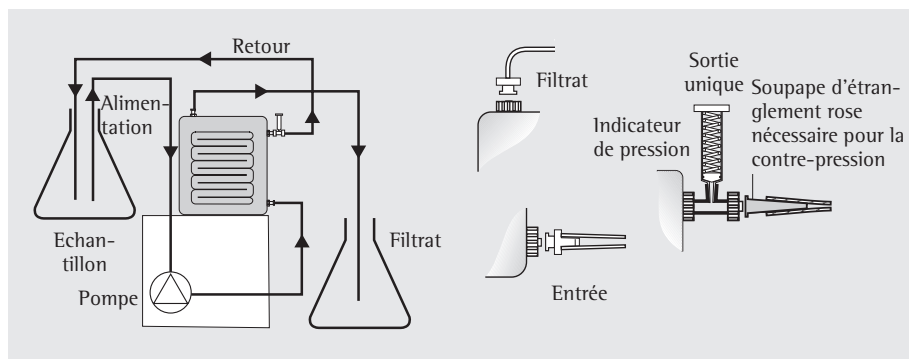 Retour
Alimen-
tation
Echan-
tillon
Pompe
Filtrat
Filtrat
Entrée
Indicateur
de pression
Sortie
unique
Soupape d'étran-
glement rose
nécessaire pour la
contre-pression